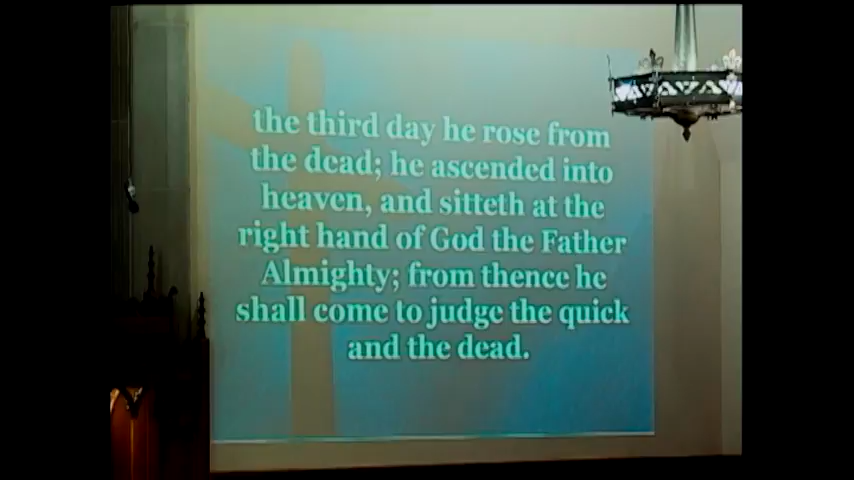 the third day he rose from
the dead; he ascended into
heaven, and sitteth at the
right hand of God the Father
Almighty; from thence he
shall come to judge the quick
and the dead.